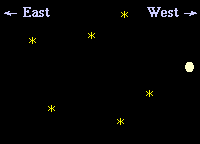 ← East West →